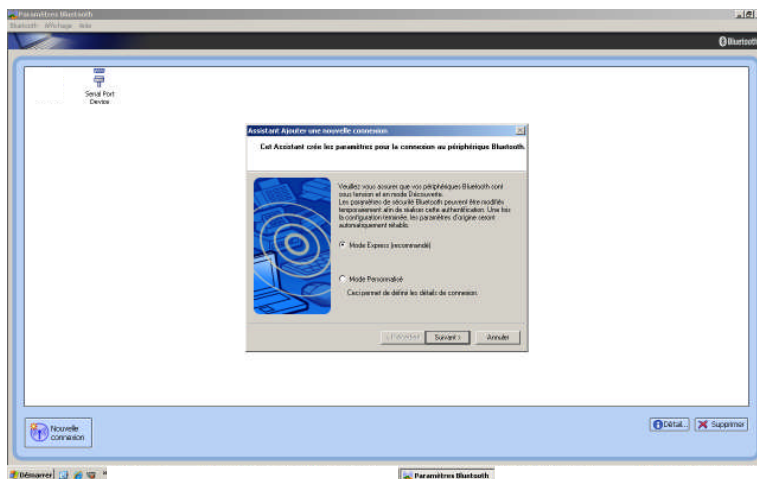 Paramètres Bluetooth
Bluetooth Affichage Aide
Bluetooth
Serial Port
Device
Assistant Ajouter une nouvelle connexion
Cet Assistant crée les paramètres pour la connexion au périphérique Bluetooth.
Veuillez vous assurer que vos périphériques Bluetooth sont
sous tension et en mode Découverte.
Les paramètres de sécurité Bluetooth peuvent être modifiés
temporairement afin de réaliser cette authentification. Une fois
la configuration terminée, les paramètres d'origine seront
automatiquement rétablis.
Mode Express (recommandé)
Mode Personnalisé
Ceci permet de définir les détails de connexion.
< Précédent Suivant > Annuler
Nouvelle
connexion
Détail... Supprimer
Démarrer
Paramètres Bluetooth